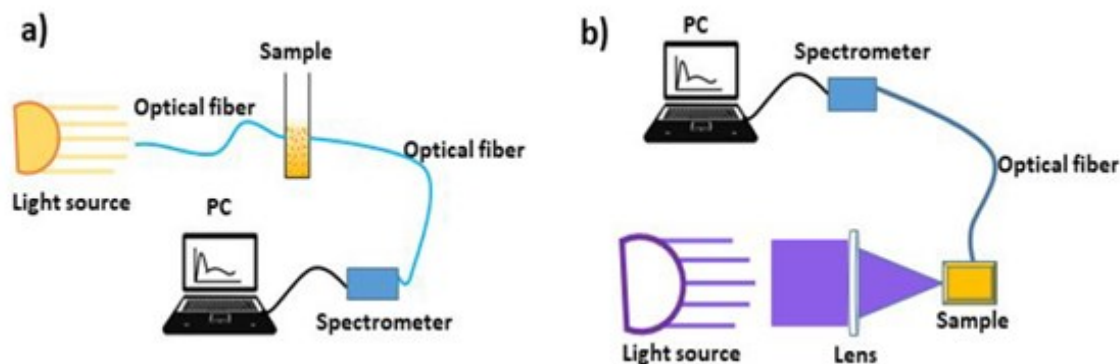 a)
Sample
Optical fiber
Optical fiber
Light source
PC
Spectrometer
b)
PC
Spectrometer
Optical fiber
Light source
Lens
Sample